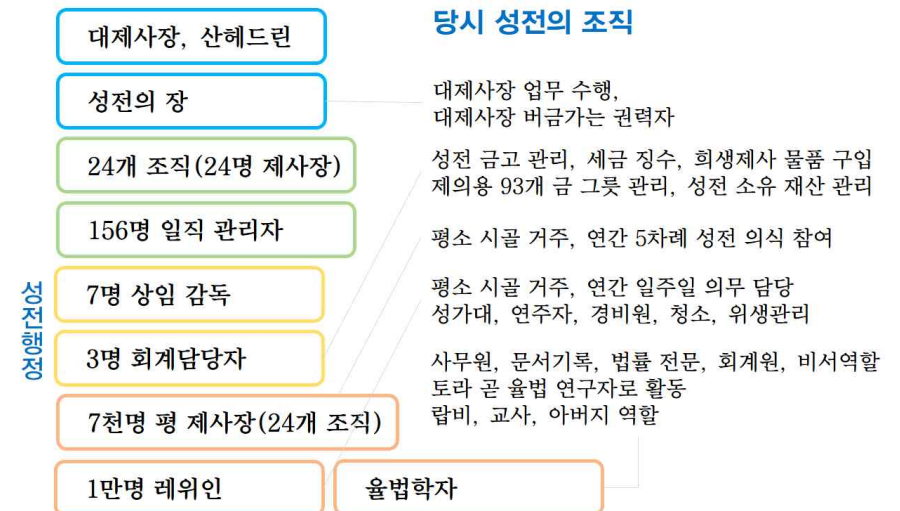 당시 성전의 조직
대제사장, 산헤드린
성전의 장
24개 조직(24명 제사장)
156명 일직 관리자
7명 상임 감독
3명 회계담당자
7천명 평 제사장(24개 조직)
1만명 레위인
율법학자
성전행정
대제사장 업무 수행,
대제사장 버금가는 권력자
성전 금고 관리, 세금 징수, 희생제사 물품 구입
제의용 93개 금 그릇 관리, 성전 소유 재산 관리
평소 시골 거주, 연간 5차례 성전 의식 참여
평소 시골 거주, 연간 일주일 의무 담당
성가대, 연주자, 경비원, 청소, 위생관리
사무원, 문서기록, 법률 전문, 회계원, 비서역할
토라 곧 율법 연구자로 활동
랍비, 교사, 아버지 역할